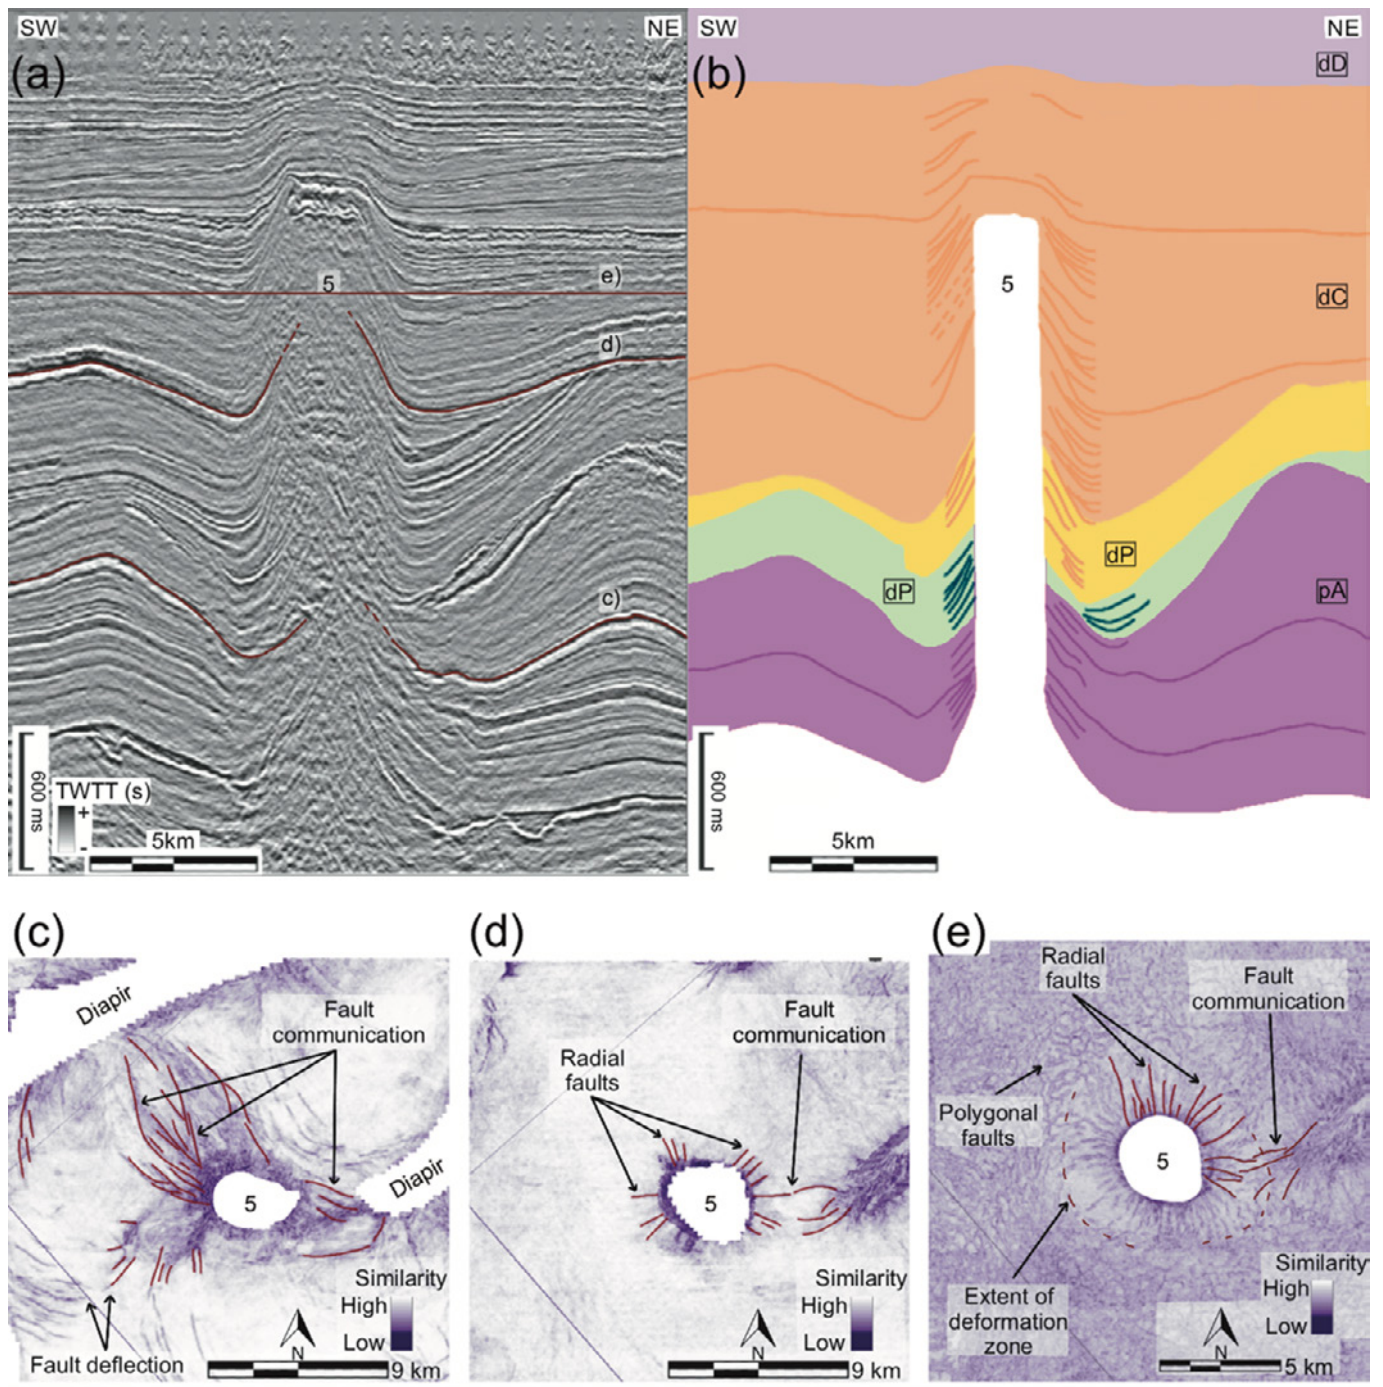 SW
NE
(a)
5
e)
d)
c)
600 ms
TWTT (s)
+
-
5km
SW
NE
(b)
dD
5
dC
dP
dP
pA
600 ms
5km
(c)
Diapir
Fault
communication
5
Diapir
Similarity
High
Low
Fault deflection
N
9 km
(d)
Fault
communication
Radial
faults
5
Similarity
High
Low
N
9 km
(e)
Radial
faults
Fault
communication
Polygonal
faults
5
Extent of
deformation
zone
Similarity
High
Low
N
5 km